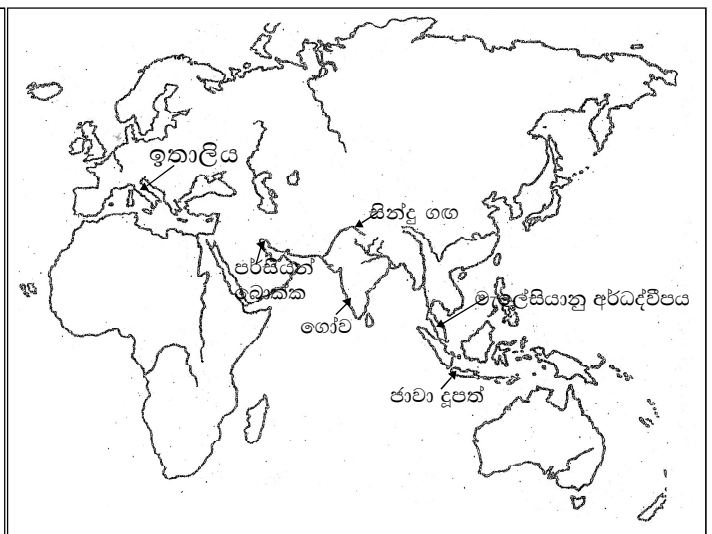 ඉතාලිය
සින්දු ගඟ
පර්සියන්
බොක්ක
මැලේසියානු අර්ධද්වීපය
ගෝව
ජාවා දූපත්